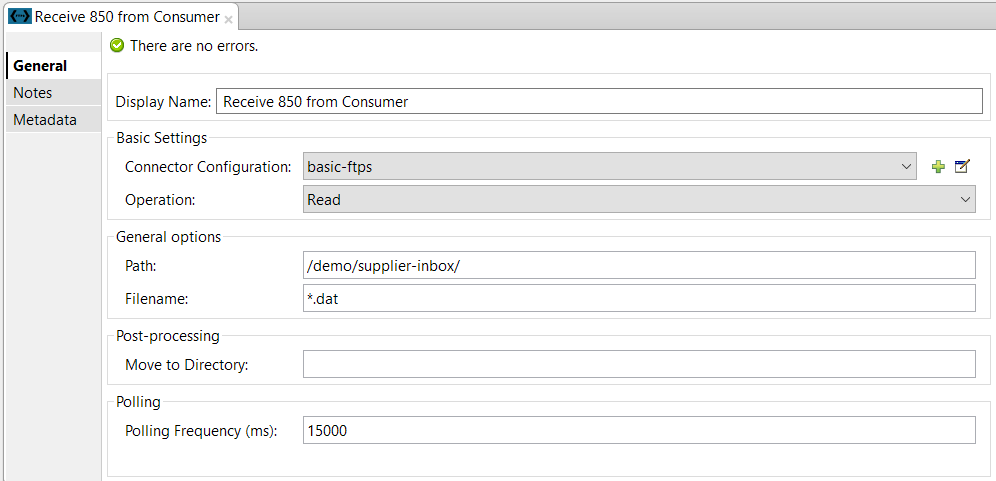 Receive 850 from Consumer
There are no errors.
General
Notes
Metadata
Display Name: Receive 850 from Consumer
Basic Settings
Connector Configuration: basic-ftps
Operation: Read
General options
Path: /demo/supplier-inbox/
Filename: *.dat
Post-processing
Move to Directory:
Polling
Polling Frequency (ms): 15000